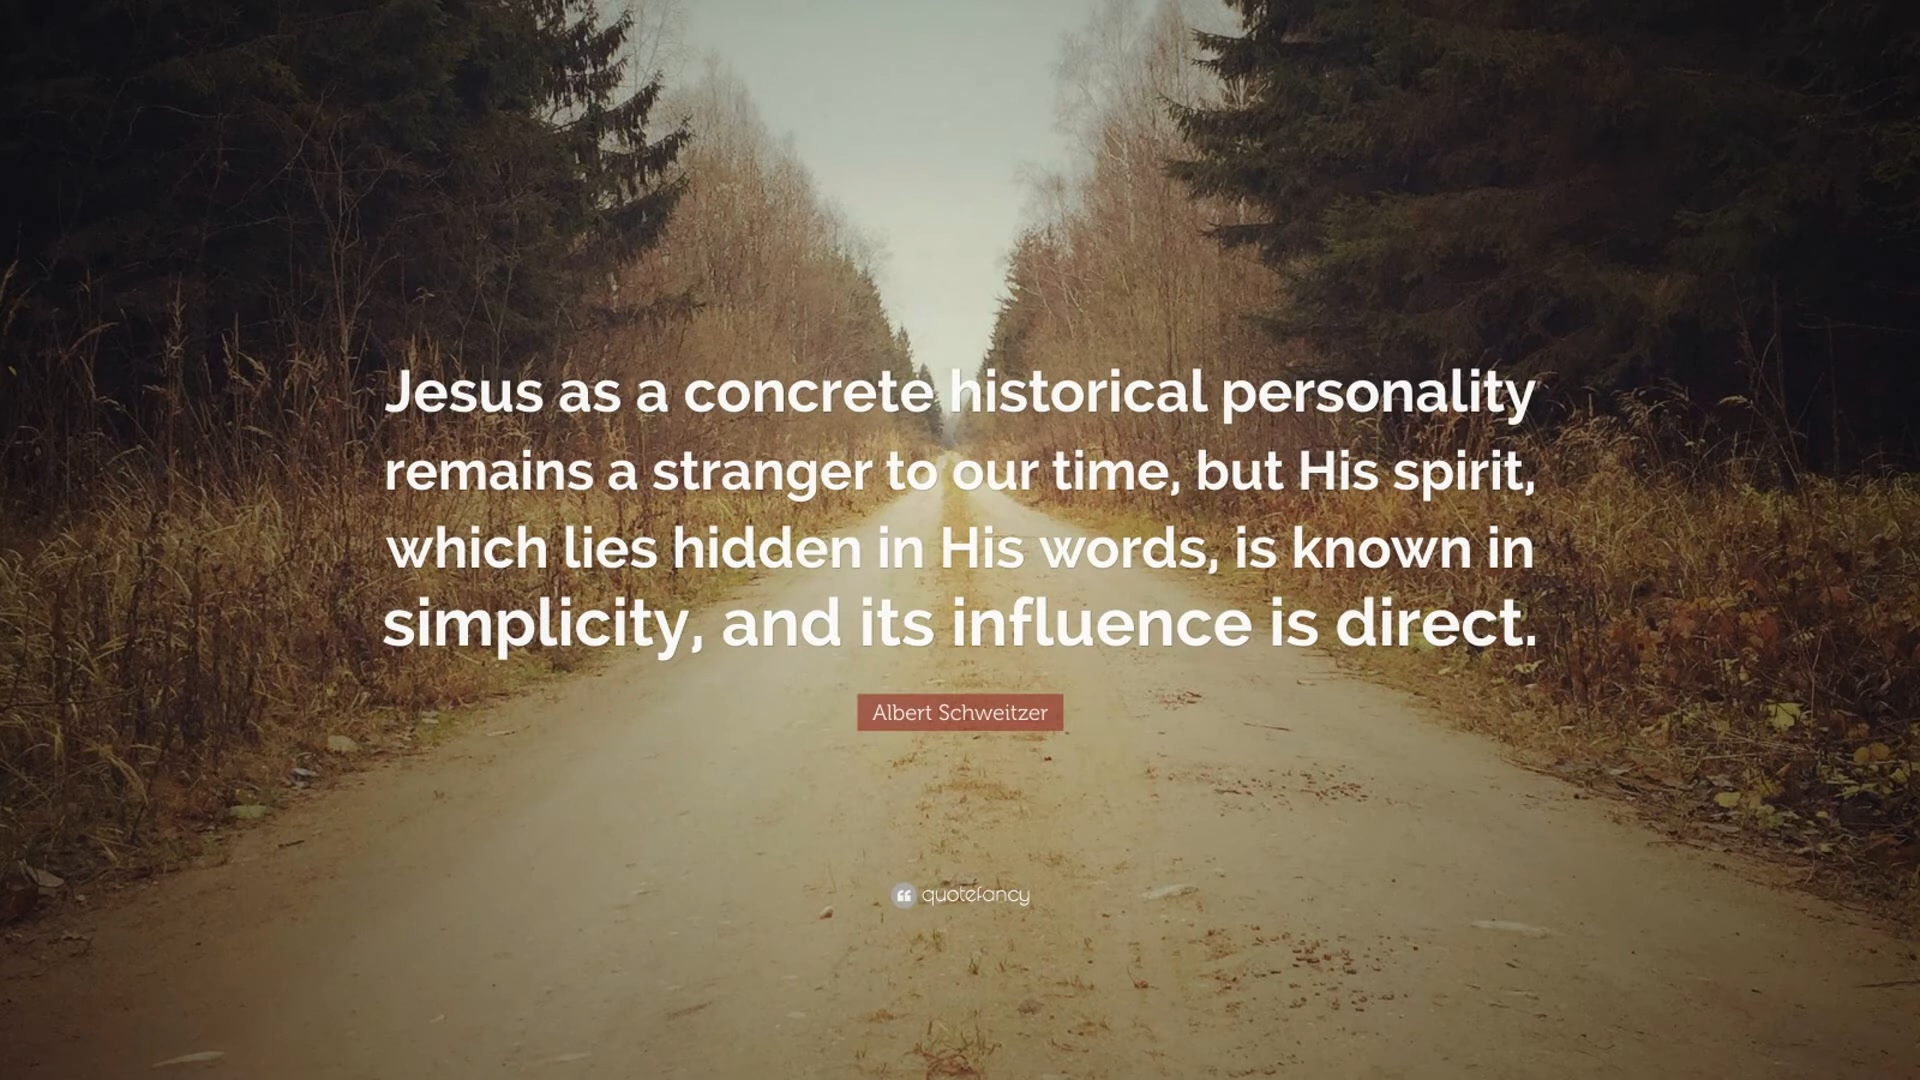 Jesus as a concrete historical personality
remains a stranger to our time, but His spirit,
which lies hidden in His words, is known in
simplicity, and its influence is direct.
Albert Schweitzer
quotefancy